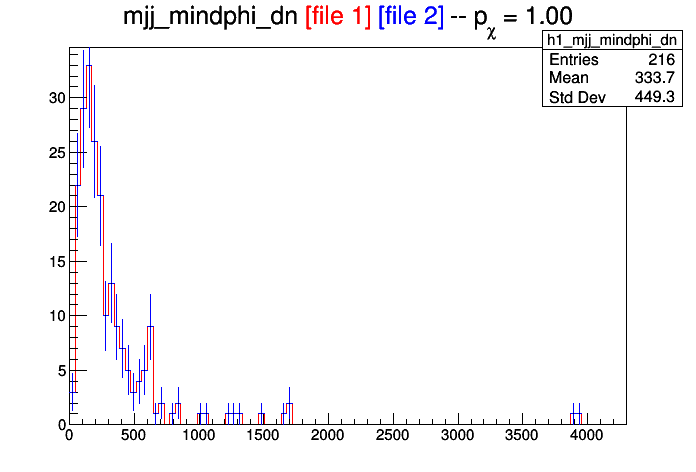 mjj_mindphi_dn [file 1] [file 2] -- pχ = 1.00
h1_mjj_mindphi_dn
Entries 216
Mean 333.7
Std Dev 449.3
30
25
20
15
10
5
0
0 500 1000 1500 2000 2500 3000 3500 4000